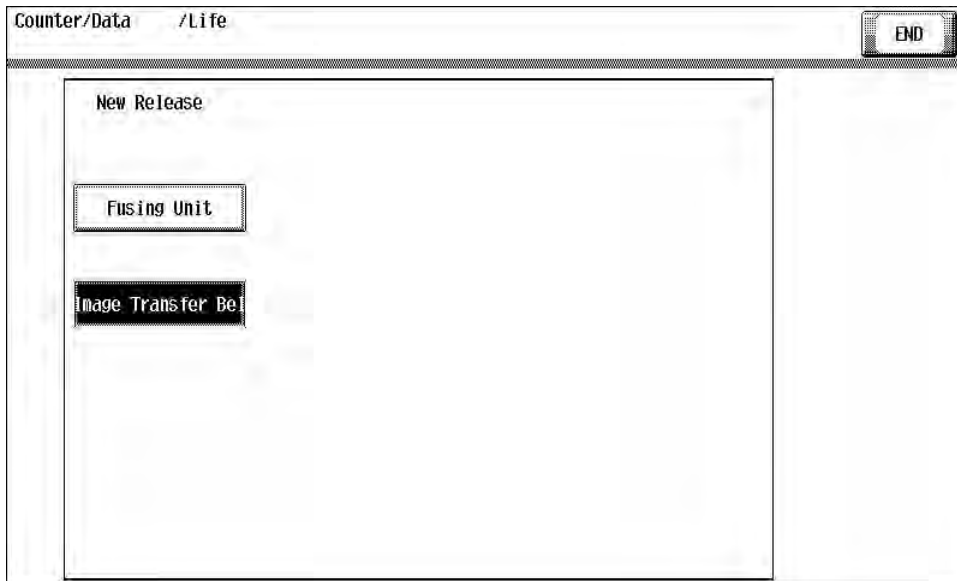 Counter/Data /Life
END
New Release
Fusing Unit
Image Transfer Bel